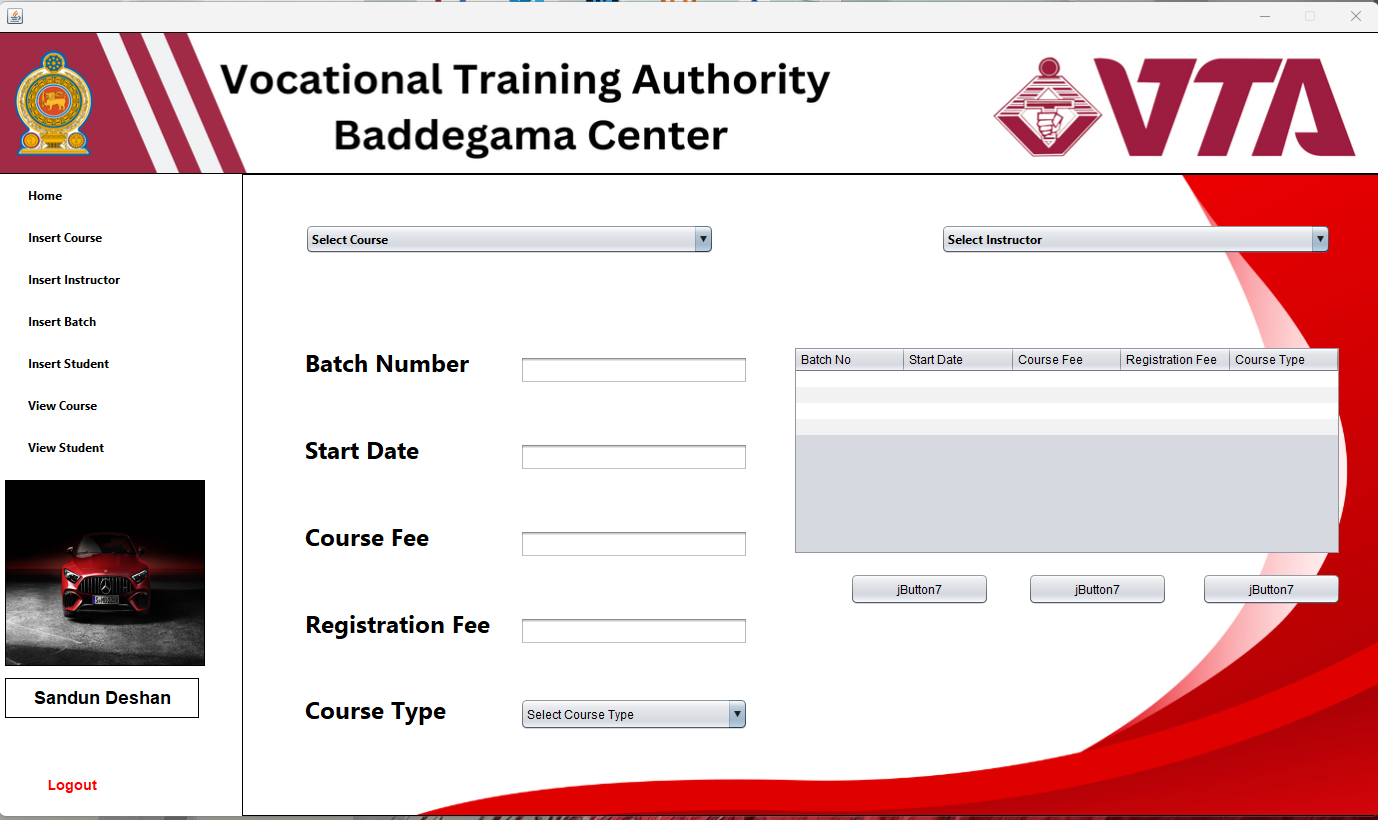 Vocational Training Authority
Baddegama Center
VTA
Home
Insert Course
Insert Instructor
Insert Batch
Insert Student
View Course
View Student
Sandun Deshan
Logout
Select Course
Select Instructor
Batch Number
Start Date
Course Fee
Registration Fee
Course Type
Select Course Type
Batch No Start Date Course Fee Registration Fee Course Type
jButton7 jButton7 jButton7